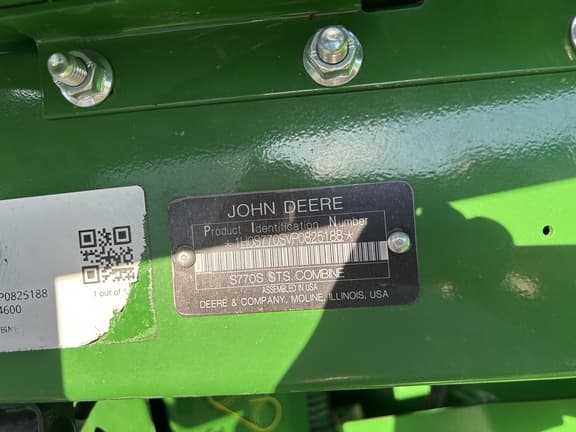 JOHN DEERE
Product Identification Number
*1H0S770SVP0825188*
S770S STS COMBINE
ASSEMBLED IN USA
DEERE & COMPANY, MOLINE, ILLINOIS, USA
P0825188
4600
1 out of 1